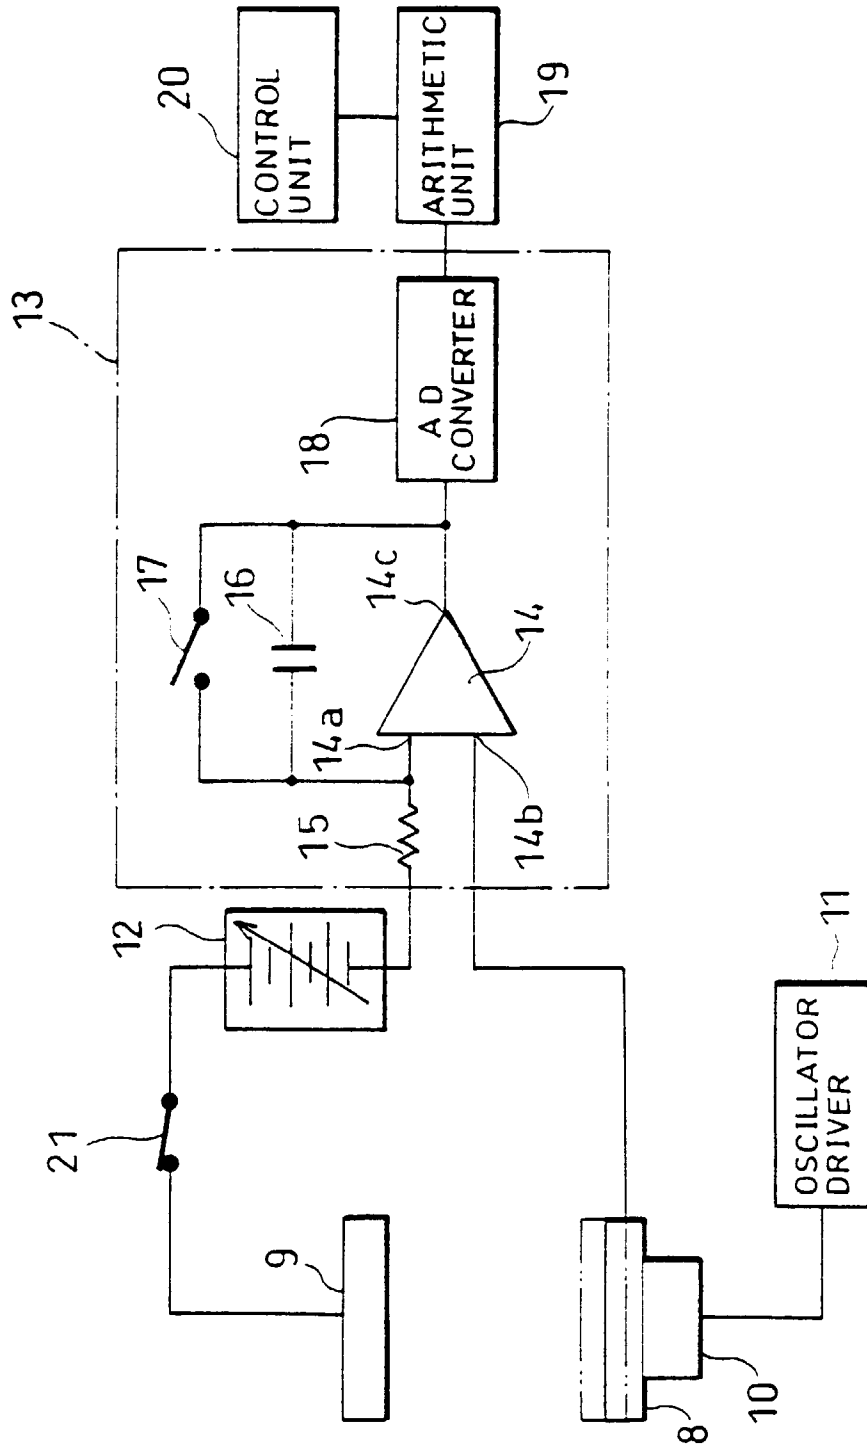 13
20
CONTROL
UNIT
17
16
14c
18
A D
CONVERTER
ARITHMETIC
UNIT
19
21
12
15
14a
14
14b
9
8
10
OSCILLATOR
DRIVER
11